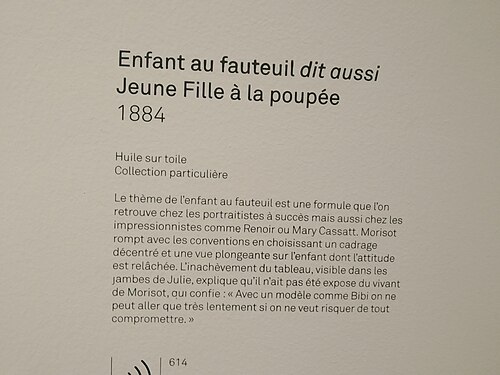 Enfant au fauteuil dit aussi
Jeune Fille à la poupée
1884
Huile sur toile
Collection particulière
Le thème de l'enfant au fauteuil est une formule que l'on
retrouve chez les portraitistes à succès mais aussi chez les
impressionnistes comme Renoir ou Mary Cassatt. Morisot
rompt avec les conventions en choisissant un cadrage
décentré et une vue plongeante sur l'enfant dont l'attitude
est relâchée. L'inachèvement du tableau, visible dans les
jambes de Julie, explique qu'il n'ait pas été exposé du vivant
de Morisot, qui confie : « Avec un modèle comme Bibi on ne
peut aller que très lentement si on ne veut risquer de tout
compromettre. »
614